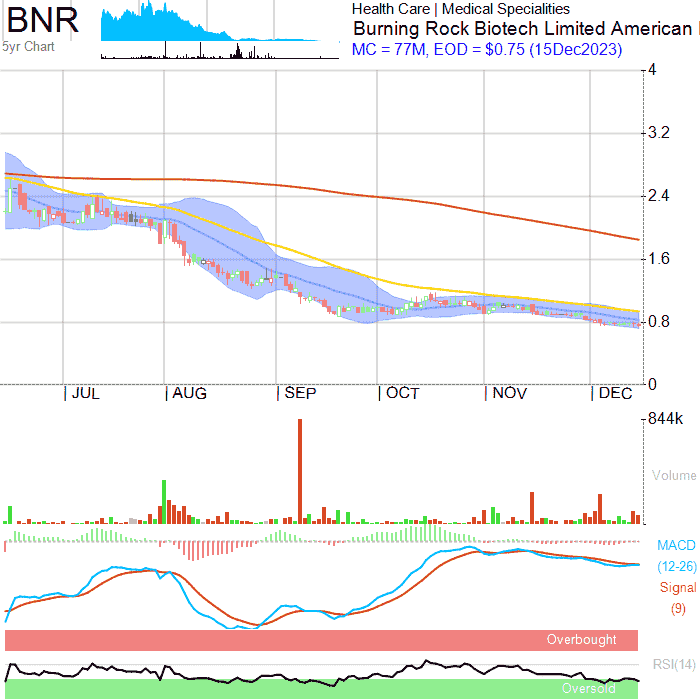 BNR
5yr Chart
Health Care | Medical Specialities
Burning Rock Biotech Limited American
MC = 77M, EOD = $0.75 (15Dec2023)
4
3.2
2.4
1.6
0.8
0
JUL AUG SEP OCT NOV DEC
844k
Volume
MACD
(12-26)
Signal
(9)
Overbought
RSI(14)
Oversold